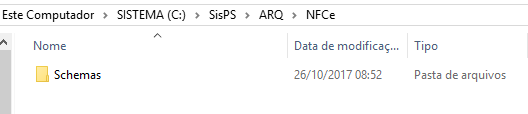 Este Computador > SISTEMA (C:) > SisPS > ARQ > NFCe
Nome Data de modificaç... Tipo
Schemas 26/10/2017 08:52 Pasta de arquivos